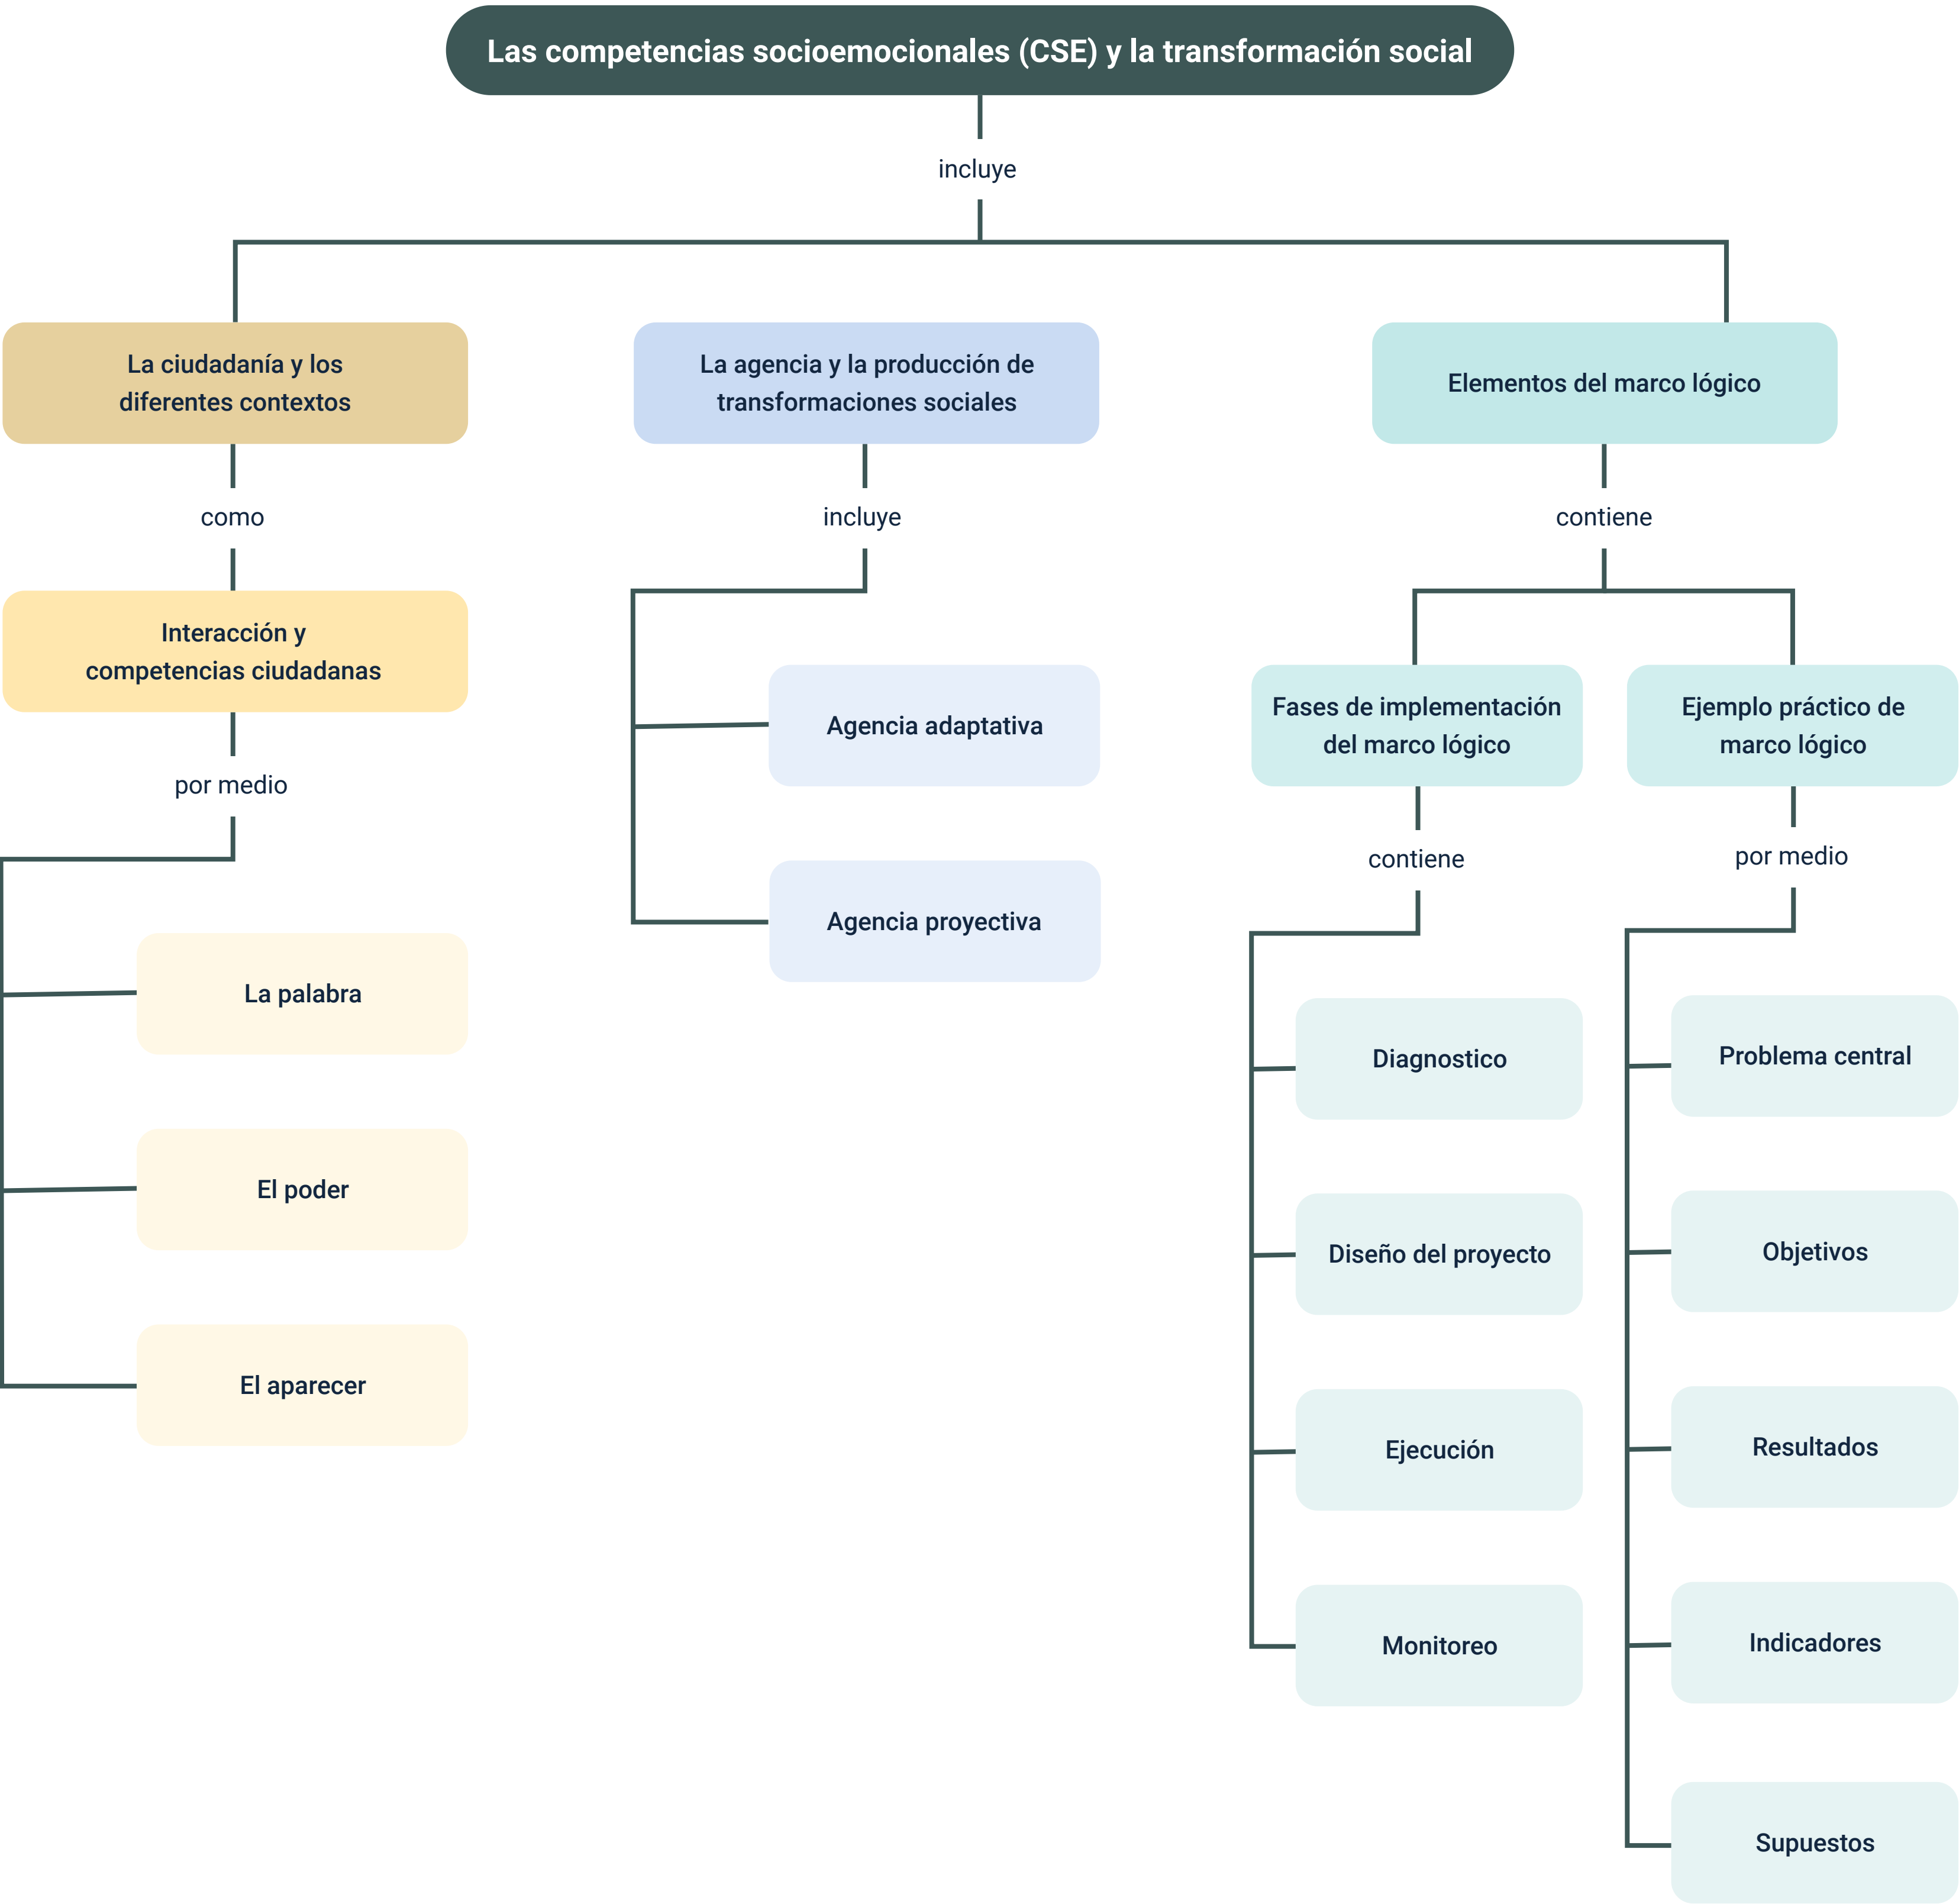 Las competencias socioemocionales (CSE) y la transformación social
incluye
La ciudadanía y los
diferentes contextos
como
Interacción y
competencias ciudadanas
por medio
La palabra
El poder
El aparecer
La agencia y la producción de
transformaciones sociales
incluye
Agencia adaptativa
Agencia proyectiva
Elementos del marco lógico
contiene
Fases de implementación
del marco lógico
contiene
Diagnostico
Diseño del proyecto
Ejecución
Monitoreo
Ejemplo práctico de
marco lógico
por medio
Problema central
Objetivos
Resultados
Indicadores
Supuestos